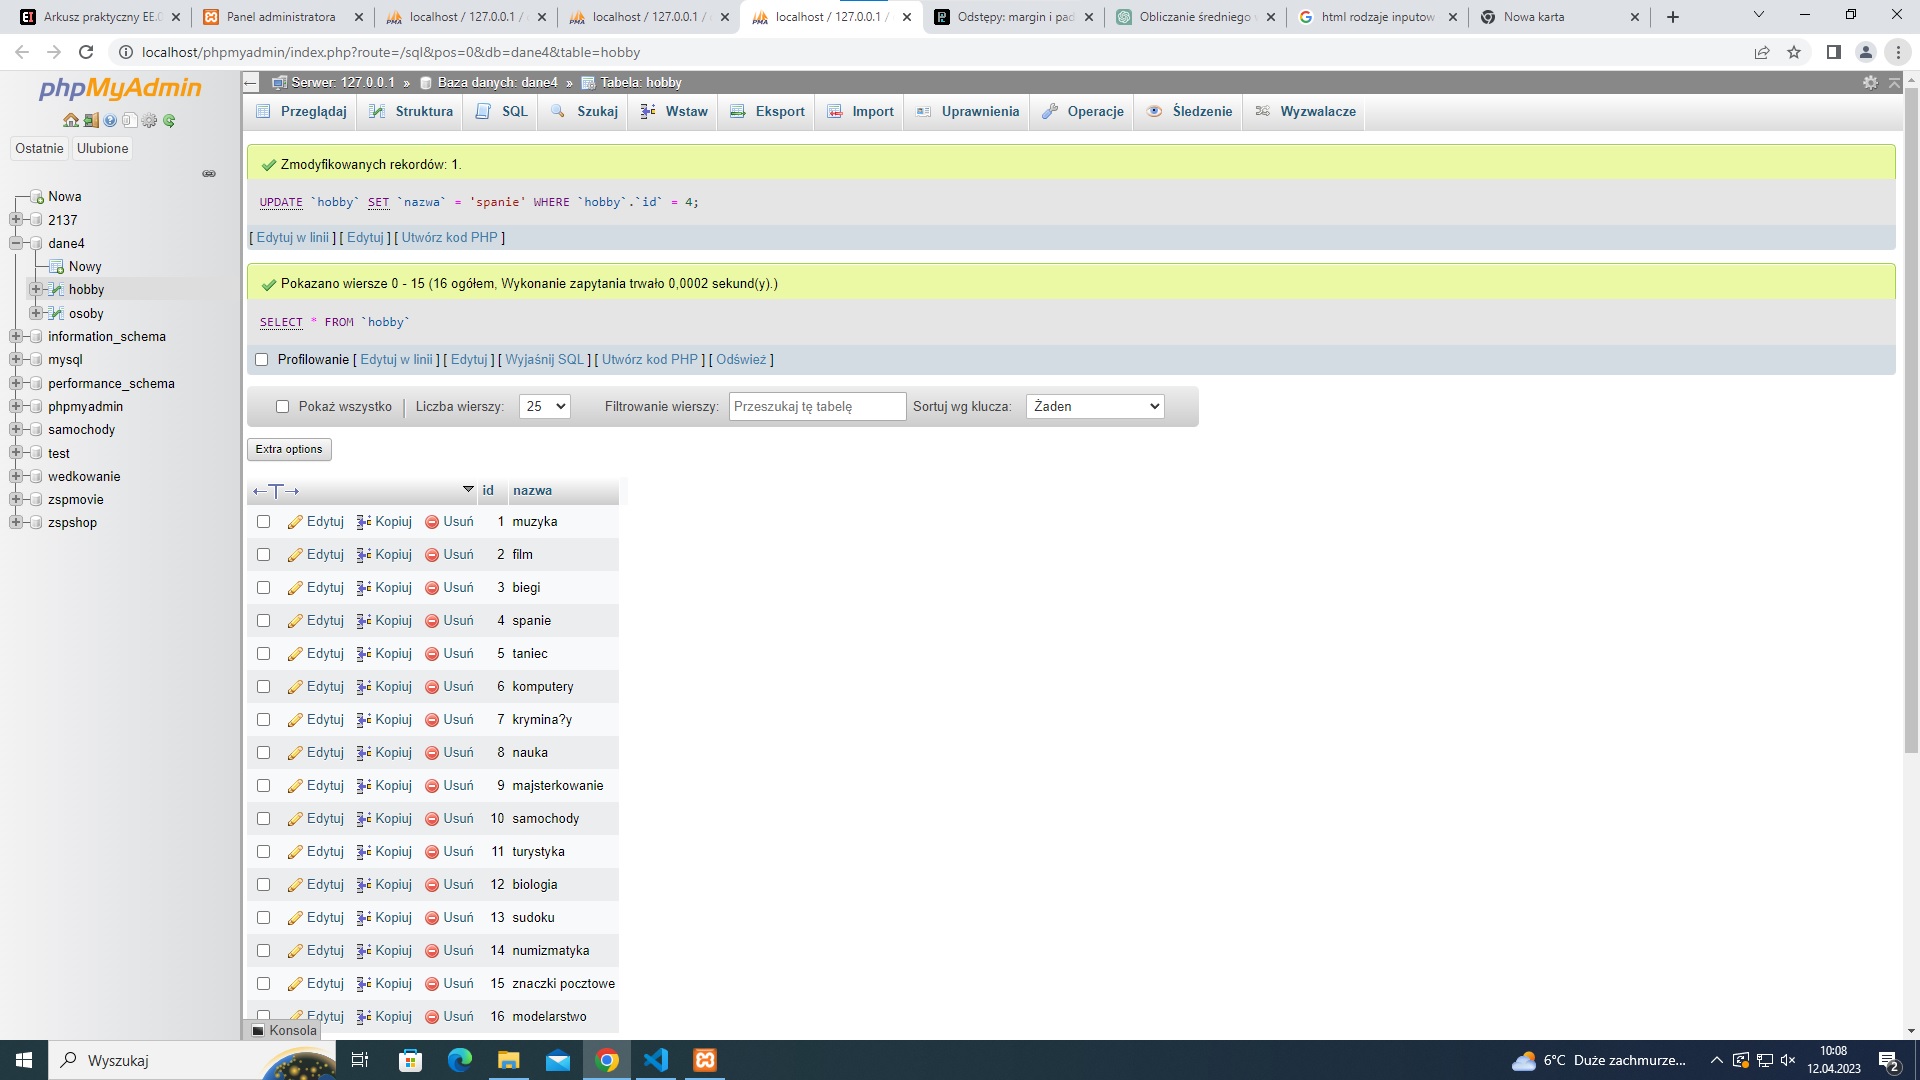 Arkusz praktyczny EE.0
Panel administratora
localhost / 127.0.0.1 /
localhost / 127.0.0.1 /
localhost / 127.0.0.1 /
Odstępy: margin i pad
Obliczanie średniego
html rodzaje inputow
Nowa karta
localhost/phpmyadmin/index.php?route=/sql&pos=0&db=dane4&table=hobby
phpMyAdmin
Ostatnie Ulubione
Nowa
2137
dane4
Nowy
hobby
osoby
information_schema
mysql
performance_schema
phpmyadmin
samochody
test
wedkowanie
zspmovie
zspshop
Serwer: 127.0.0.1 » Baza danych: dane4 » Tabela: hobby
Przeglądaj Struktura SQL Szukaj Wstaw Eksport Import Uprawnienia Operacje Śledzenie Wyzwalacze
Zmodyfikowanych rekordów: 1.
UPDATE `hobby` SET `nazwa` = 'spanie' WHERE `hobby`.`id` = 4;
[ Edytuj w linii ] [ Edytuj ] [ Utwórz kod PHP ]
Pokazano wiersze 0 - 15 (16 ogółem, Wykonanie zapytania trwało 0,0002 sekund(y).)
SELECT * FROM `hobby`
Profilowanie [ Edytuj w linii ] [ Edytuj ] [ Wyjaśnij SQL ] [ Utwórz kod PHP ] [ Odśwież ]
Pokaż wszystko Liczba wierszy: 25 Filtrowanie wierszy: Przeszukaj tę tabelę Sortuj wg klucza: Żaden
Extra options
←T→ id nazwa
Edytuj Kopiuj Usuń 1 muzyka
Edytuj Kopiuj Usuń 2 film
Edytuj Kopiuj Usuń 3 biegi
Edytuj Kopiuj Usuń 4 spanie
Edytuj Kopiuj Usuń 5 taniec
Edytuj Kopiuj Usuń 6 komputery
Edytuj Kopiuj Usuń 7 krymina?y
Edytuj Kopiuj Usuń 8 nauka
Edytuj Kopiuj Usuń 9 majsterkowanie
Edytuj Kopiuj Usuń 10 samochody
Edytuj Kopiuj Usuń 11 turystyka
Edytuj Kopiuj Usuń 12 biologia
Edytuj Kopiuj Usuń 13 sudoku
Edytuj Kopiuj Usuń 14 numizmatyka
Edytuj Kopiuj Usuń 15 znaczki pocztowe
Edytuj Kopiuj Usuń 16 modelarstwo
Konsola
Wyszukaj
6°C Duże zachmurze...
10:08
12.04.2023
2